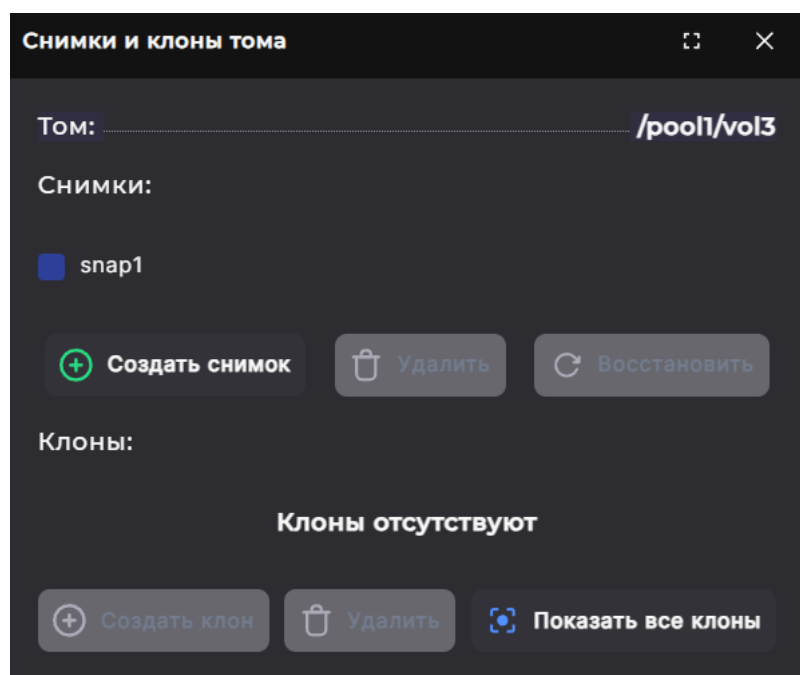 Снимки и клоны тома
Том: /pool1/vol3
Снимки:
snap1
Создать снимок Удалить Восстановить
Клоны:
Клоны отсутствуют
Создать клон Удалить Показать все клоны